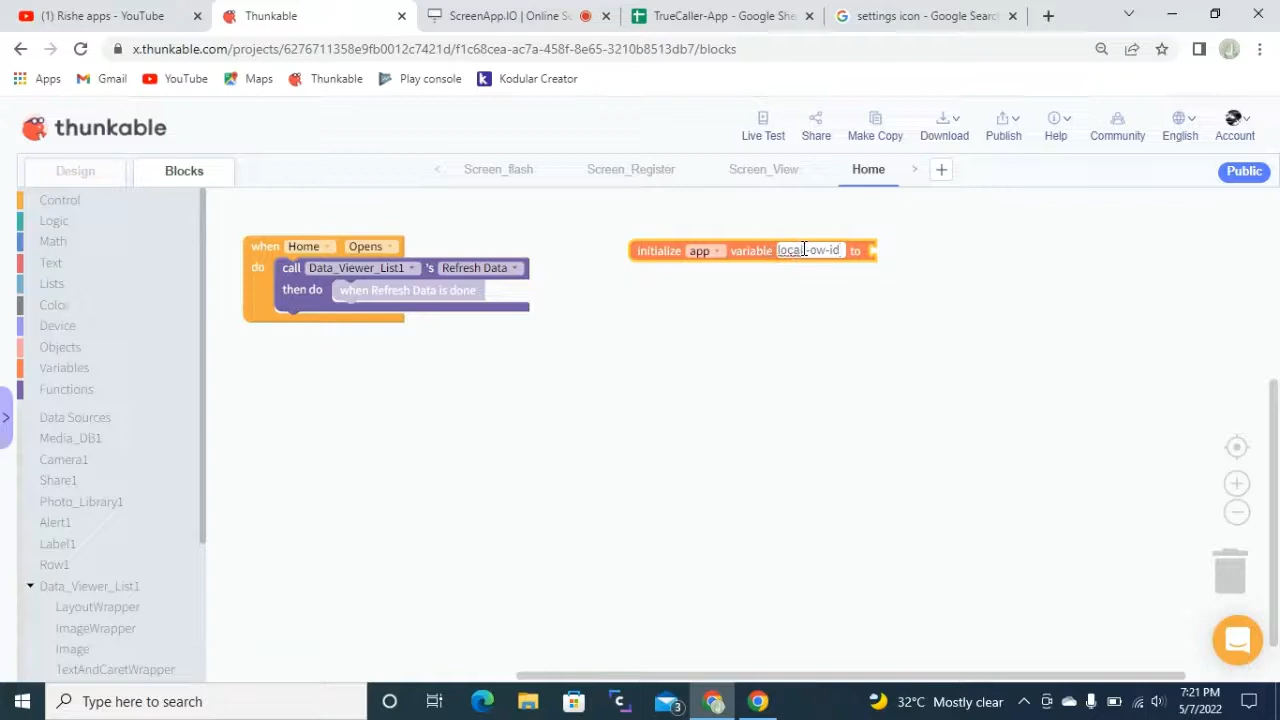 (1) Rishe apps - YouTube
Thunkable
ScreenApp.IO | Online S
TrueCaller-App - Google She
settings icon - Google Searc
x.thunkable.com/projects/6276711358e9fb0012c7421d/f1c68cea-ac7a-458f-8e65-3210b8513db7/blocks
Apps
Gmail
YouTube
Maps
Thunkable
Play console
Kodular Creator
thunkable
Live Test
Share
Make Copy
Download
Publish
Help
Community
English
Account
Design
Blocks
Screen_flash
Screen_Register
Screen_View
Home
Public
Control
Logic
Math
Text
Lists
Color
Device
Objects
Variables
Functions
Data Sources
Media_DB1
Camera1
Share1
Photo_Library1
Alert1
Label1
Row1
Data_Viewer_List1
LayoutWrapper
ImageWrapper
Image
TextAndCaretWrapper
when Home Opens
do call Data_Viewer_List1 's Refresh Data
then do when Refresh Data is done
initialize app variable local-ow-id to
Type here to search
3
32°C Mostly clear
7:21 PM
5/7/2022